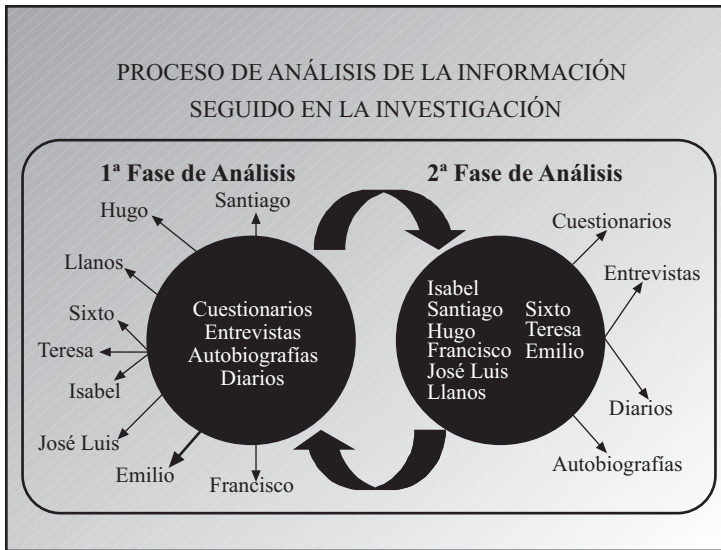 PROCESO DE ANÁLISIS DE LA INFORMACIÓN
SEGUIDO EN LA INVESTIGACIÓN
1ª Fase de Análisis
Santiago
Hugo
Llanos
Sixto
Teresa
Isabel
José Luis
Emilio
Francisco
Cuestionarios
Entrevistas
Autobiografías
Diarios
2ª Fase de Análisis
Isabel
Santiago
Hugo
Francisco
José Luis
Llanos
Sixto
Teresa
Emilio
Cuestionarios
Entrevistas
Diarios
Autobiografías